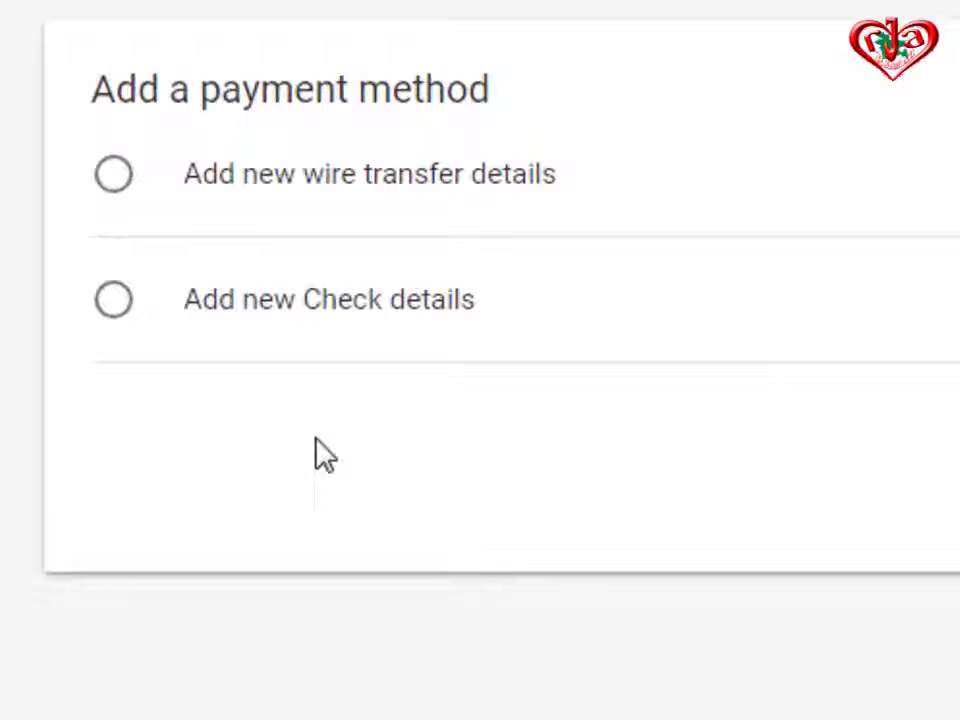 Add a payment method
Add new wire transfer details
Add new Check details